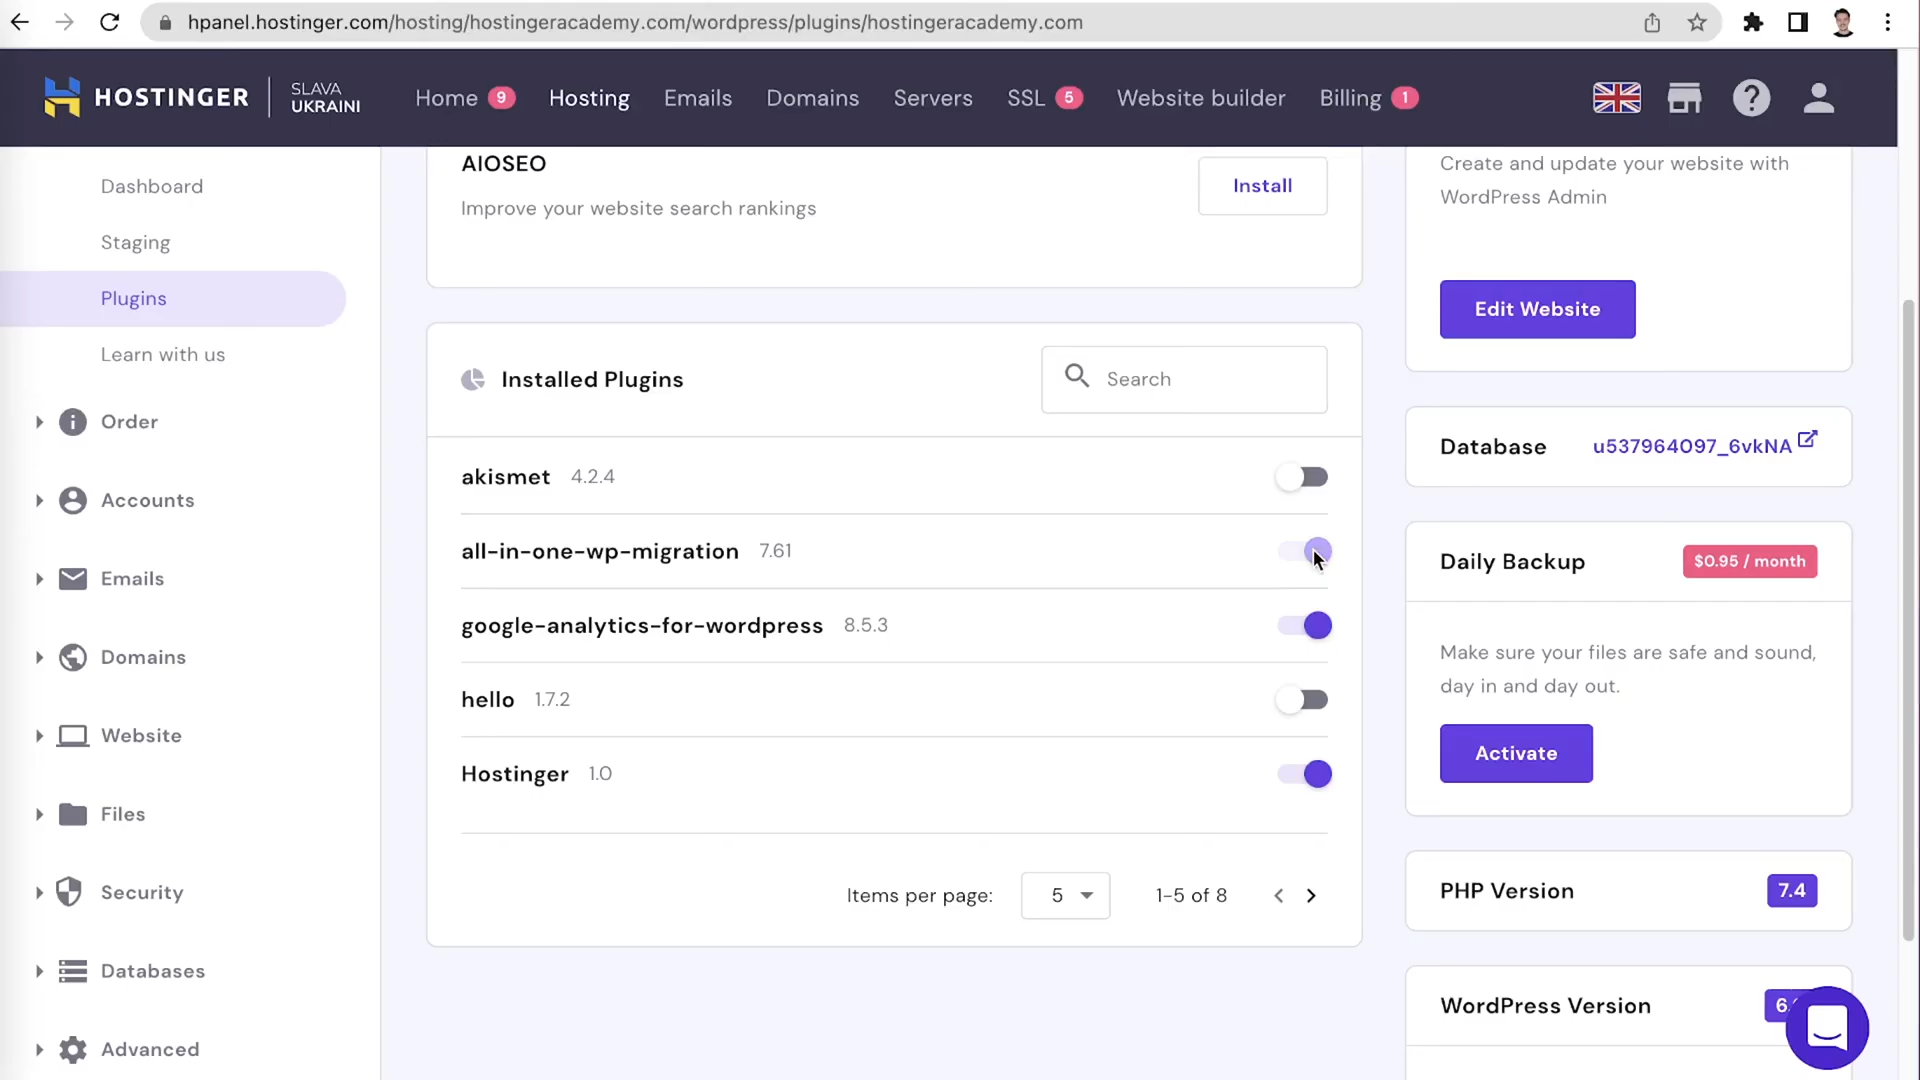 hpanel.hostinger.com/hosting/hostingeracademy.com/wordpress/plugins/hostingeracademy.com
HOSTINGER
SLAVA
UKRAINI
Home 9
Hosting
Emails
Domains
Servers
SSL 5
Website builder
Billing 1
Dashboard
Staging
Plugins
Learn with us
Order
Accounts
Emails
Domains
Website
Files
Security
Databases
Advanced
AIOSEO
Improve your website search rankings
Install
Installed Plugins
Search
akismet 4.2.4
all-in-one-wp-migration 7.61
google-analytics-for-wordpress 8.5.3
hello 1.7.2
Hostinger 1.0
Items per page: 5 1-5 of 8
Create and update your website with
WordPress Admin
Edit Website
Database u537964097_6vkNA
Daily Backup $0.95 / month
Make sure your files are safe and sound,
day in and day out.
Activate
PHP Version 7.4
WordPress Version